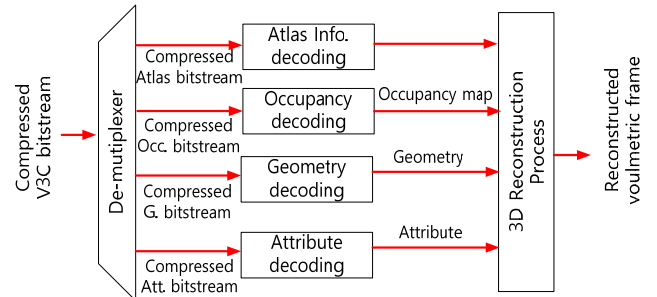 Compressed
V3C bitstream
De-mutiplexer
Compressed
Atlas bitstream
Atlas Info.
decoding
Compressed
Occ. bitstream
Occupancy
decoding
Occupancy map
Compressed
G. bitstream
Geometry
decoding
Geometry
Compressed
Att. bitstream
Attribute
decoding
Attribute
3D Reconstruction
Process
Reconstructed
voulmetric frame